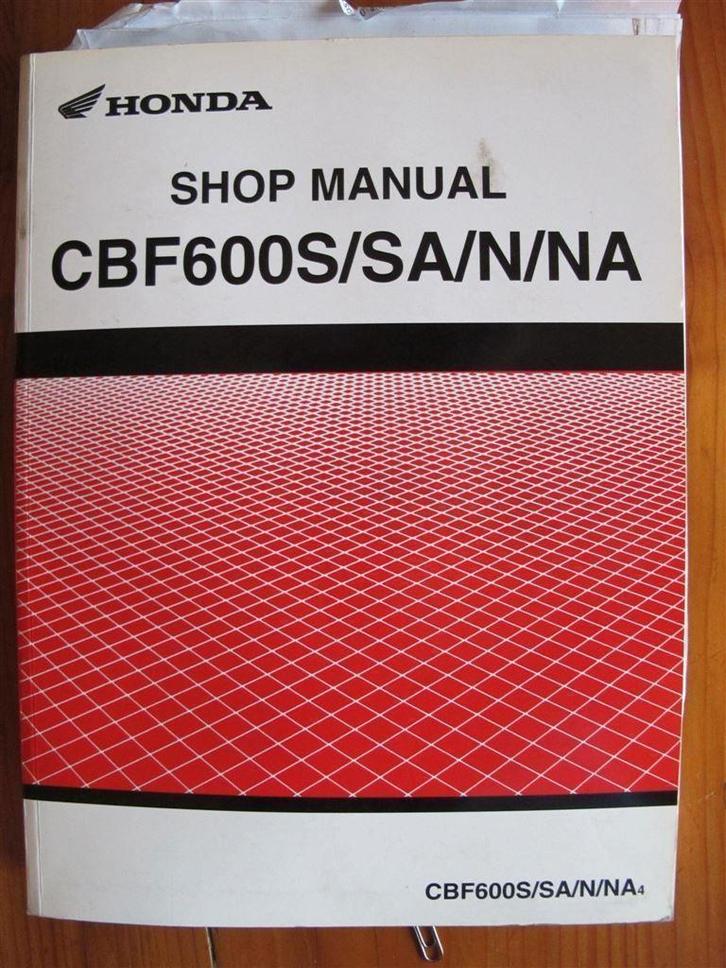 HONDA
SHOP MANUAL
CBF600S/SA/N/NA
CBF600S/SA/N/NA4